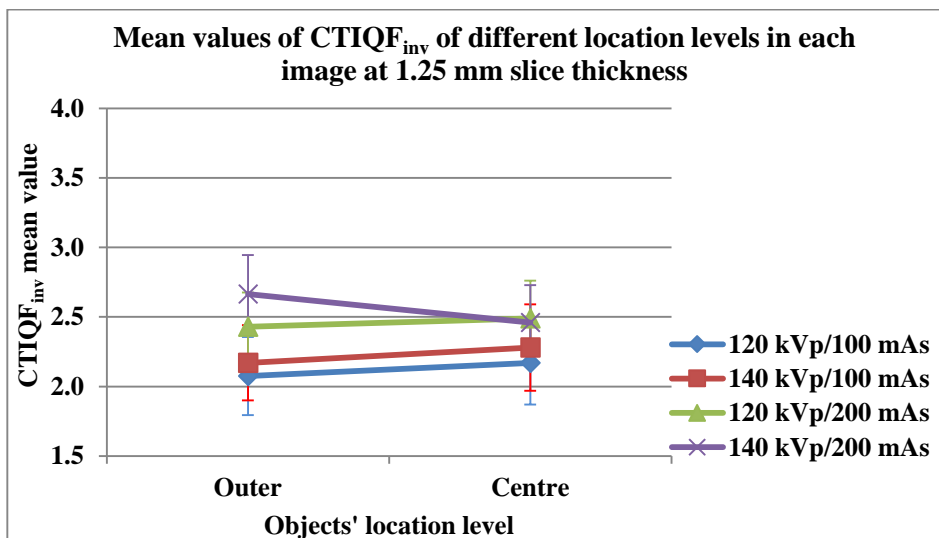 Mean values of CTIQFinv of different location levels in each
image at 1.25 mm slice thickness
CTIQFinv mean value
4.0
3.5
3.0
2.5
2.0
1.5
Outer
Centre
Objects' location level
120 kVp/100 mAs
140 kVp/100 mAs
120 kVp/200 mAs
140 kVp/200 mAs